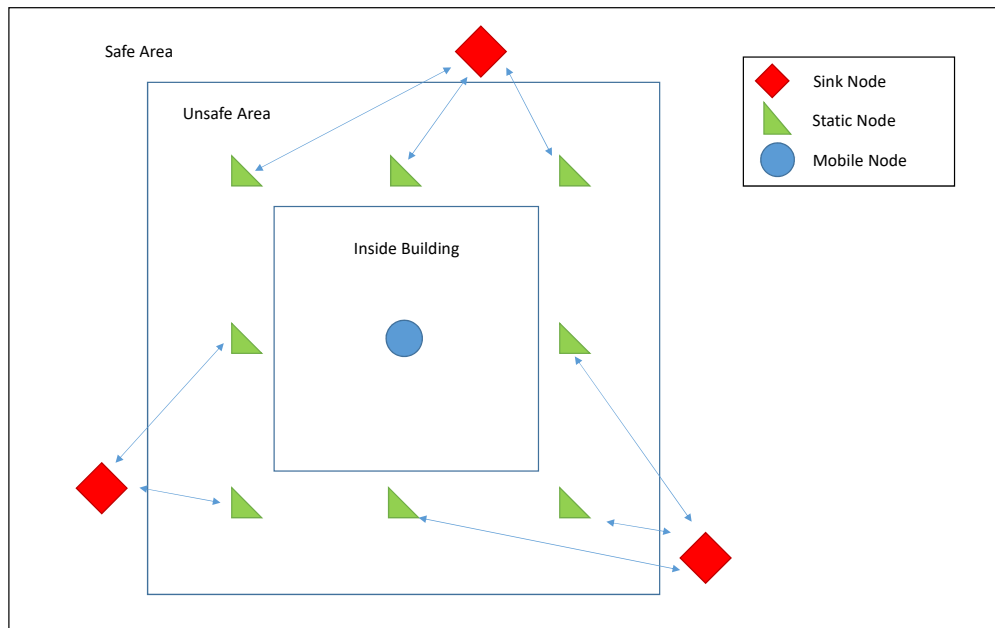 Safe Area
Unsafe Area
Inside Building
Sink Node
Static Node
Mobile Node